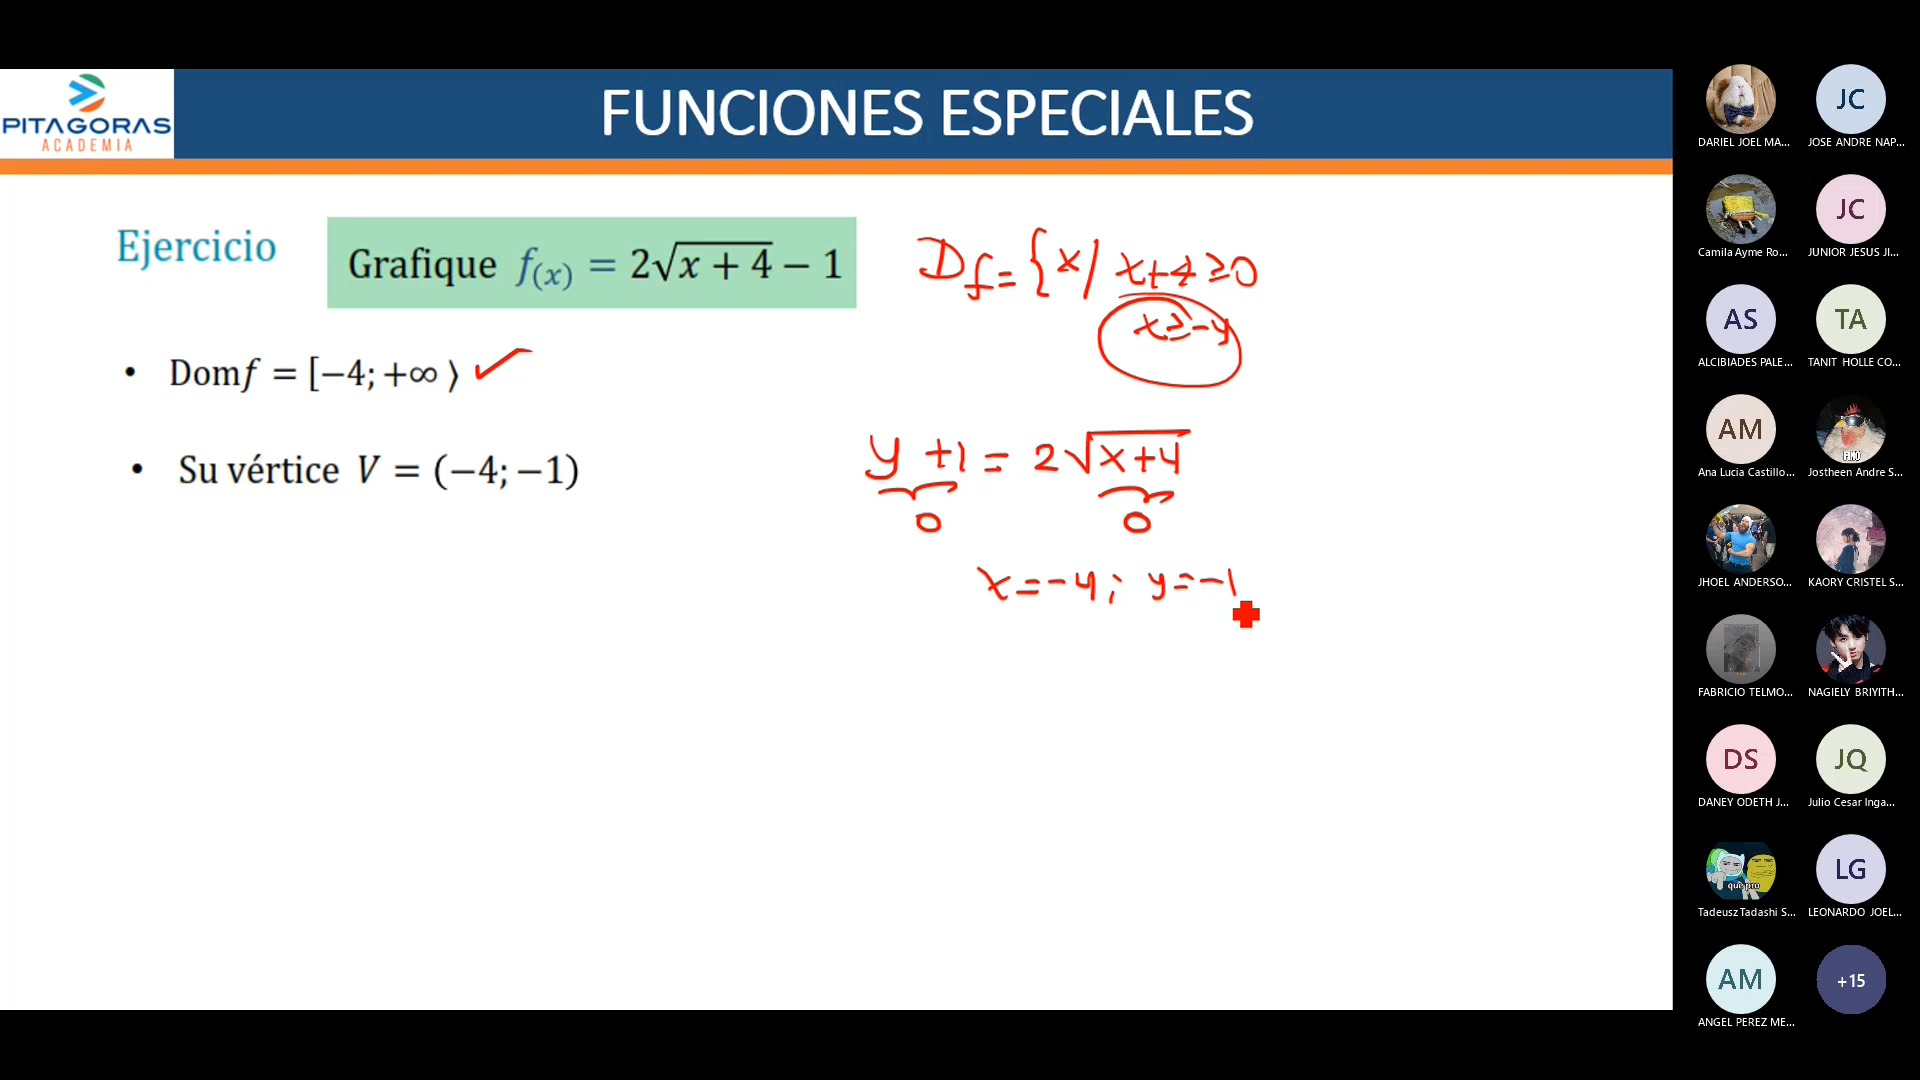 PITAGORAS
ACADEMIA
FUNCIONES ESPECIALES
Ejercicio
Grafique f(x) = 2√x + 4 − 1
• Domf = [−4; +∞ ⟩
• Su vértice V = (−4; −1)
Df = {x/ x+4 ≥0
x≥-4
y +1 = 2√x+4
0 0
x=-4; y=-1
DARIEL JOEL MA...
JC
JOSE ANDRE NAP...
Camila Ayme Ro...
JC
JUNIOR JESUS JI...
AS
ALCIBIADES PALE...
TA
TANIT HOLLE CO...
AM
Ana Lucia Castillo...
FINO
Jostheen Andre S...
JHOEL ANDERSO...
KAORY CRISTEL S...
FABRICIO TELMO...
NAGIELY BRIYITH...
DS
DANEY ODETH J...
JQ
Julio Cesar Inga...
que pro
Tadeusz Tadashi S...
LG
LEONARDO JOEL...
AM
ANGEL PEREZ ME...
+15